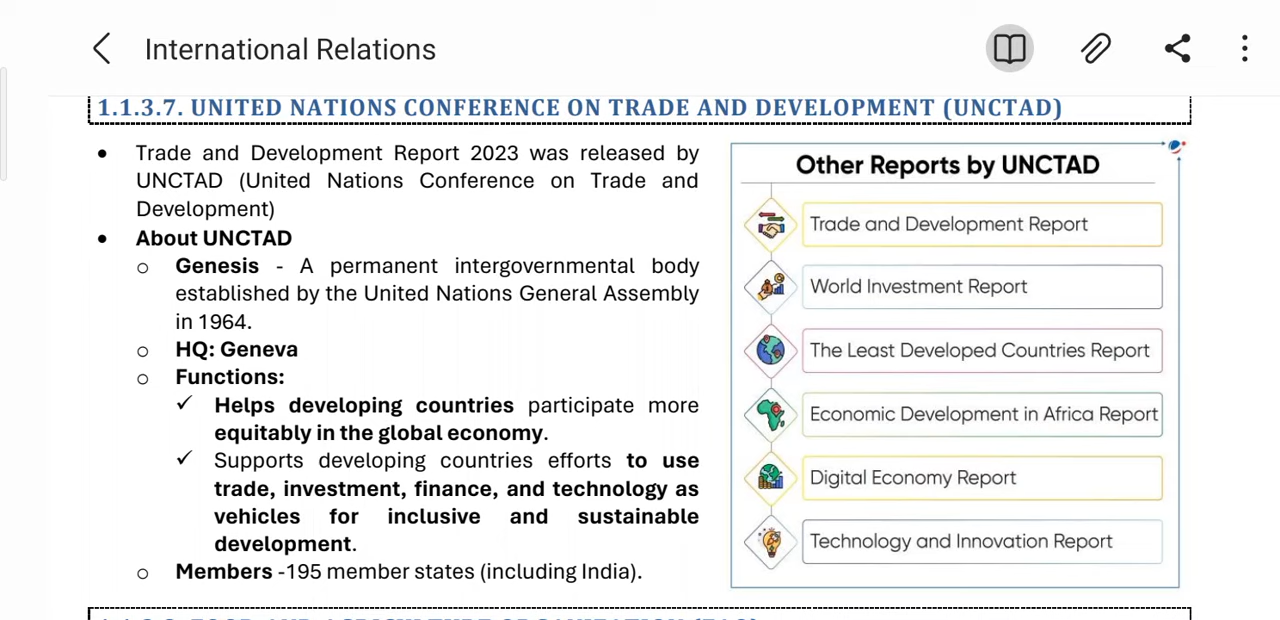 International Relations
1.1.3.7. UNITED NATIONS CONFERENCE ON TRADE AND DEVELOPMENT (UNCTAD)
• Trade and Development Report 2023 was released by
UNCTAD (United Nations Conference on Trade and
Development)
• About UNCTAD
o Genesis - A permanent intergovernmental body
established by the United Nations General Assembly
in 1964.
o HQ: Geneva
o Functions:
✓ Helps developing countries participate more
equitably in the global economy.
✓ Supports developing countries efforts to use
trade, investment, finance, and technology as
vehicles for inclusive and sustainable
development.
o Members -195 member states (including India).
Other Reports by UNCTAD
Trade and Development Report
World Investment Report
The Least Developed Countries Report
Economic Development in Africa Report
Digital Economy Report
Technology and Innovation Report